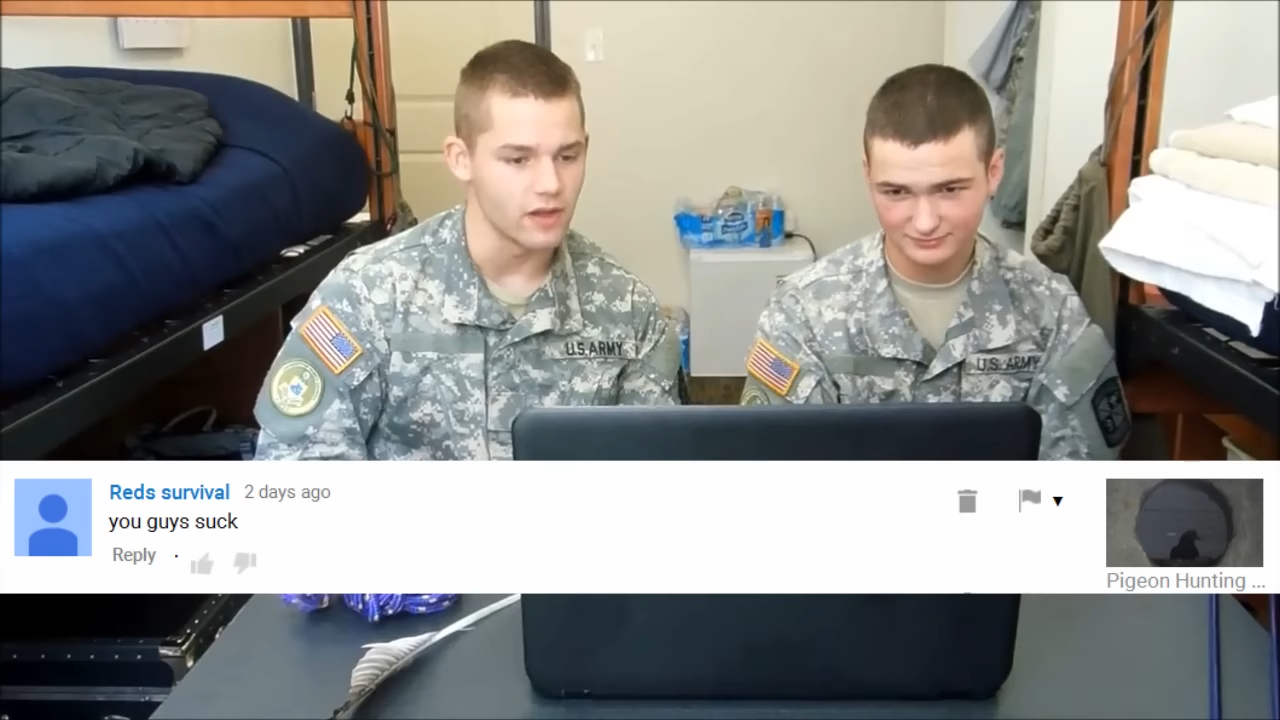 U.S. ARMY
U.S. ARMY
Reds survival 2 days ago
you guys suck
Reply ·
Pigeon Hunting ...